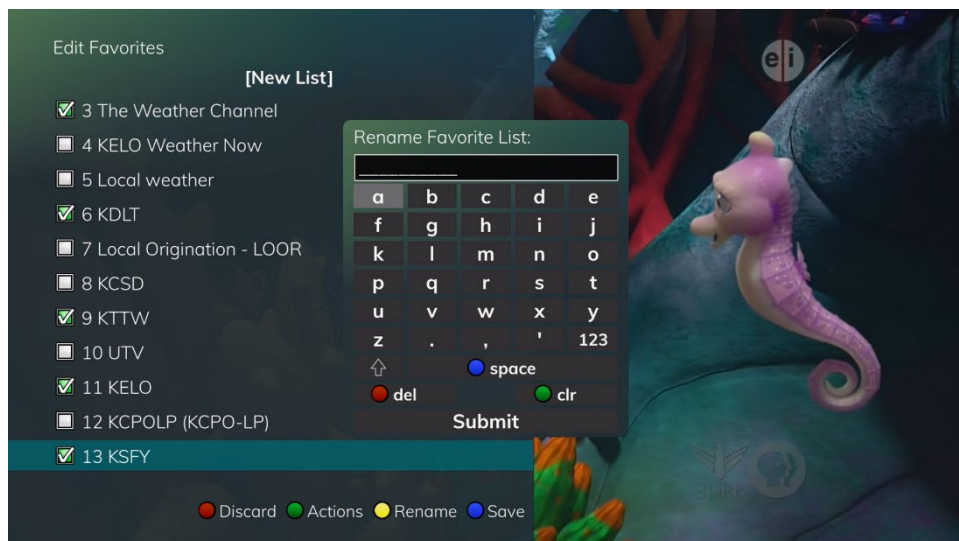 Edit Favorites
[New List]
3 The Weather Channel
4 KELO Weather Now
5 Local weather
6 KDLT
7 Local Origination - LOOR
8 KCSD
9 KTTW
10 UTV
11 KELO
12 KCPOLP (KCPO-LP)
13 KSFY
Discard Actions Rename Save
Rename Favorite List:
__________
a b c d e
f g h i j
k l m n o
p q r s t
u v w x y
z . , ' 123
space
del clr
Submit
e i